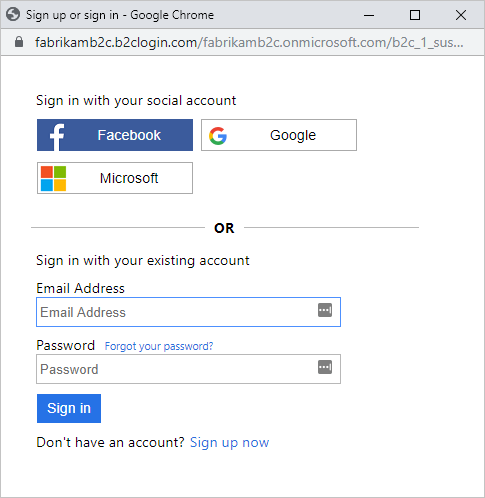 Sign up or sign in - Google Chrome
fabrikamb2c.b2clogin.com/fabrikamb2c.onmicrosoft.com/b2c_1_sus...
Sign in with your social account
Facebook Google
Microsoft
OR
Sign in with your existing account
Email Address
Email Address
Password Forgot your password?
Password
Sign in
Don't have an account? Sign up now